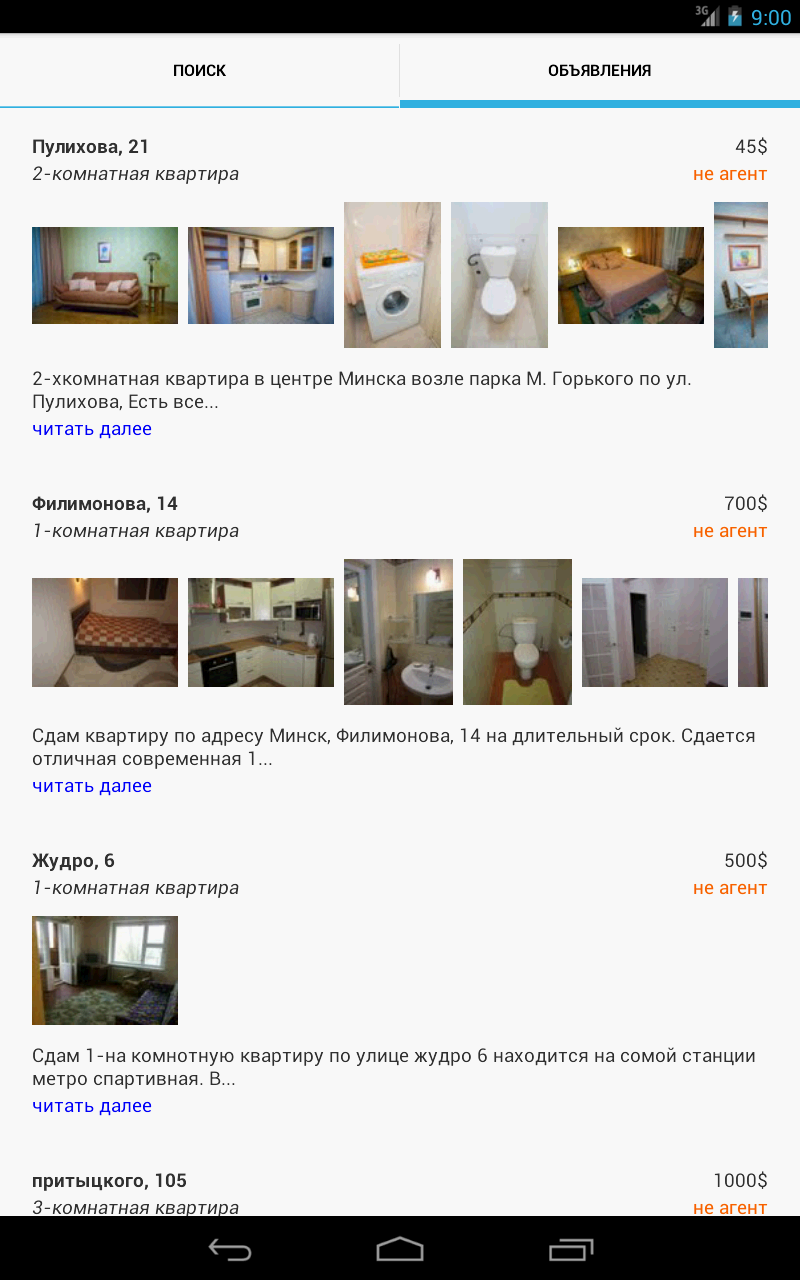 3G 9:00
ПОИСК ОБЪЯВЛЕНИЯ
Пулихова, 21 45$
2-комнатная квартира не агент
2-хкомнатная квартира в центре Минска возле парка М. Горького по ул.
Пулихова, Есть все...
читать далее
Филимонова, 14 700$
1-комнатная квартира не агент
Сдам квартиру по адресу Минск, Филимонова, 14 на длительный срок. Сдается
отличная современная 1...
читать далее
Жудро, 6 500$
1-комнатная квартира не агент
Сдам 1-на комнотную квартиру по улице жудро 6 находится на сомой станции
метро спартивная. В...
читать далее
притыцкого, 105 1000$
3-комнатная квартира не агент